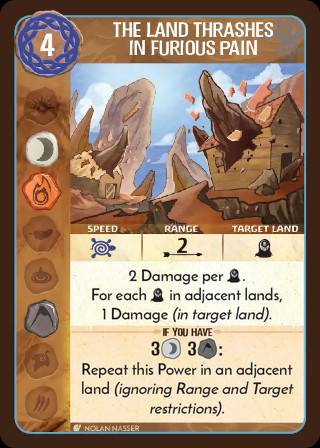 4
THE LAND THRASHES
IN FURIOUS PAIN
SPEED RANGE TARGET LAND
2
2 Damage per .
For each in adjacent lands,
1 Damage (in target land).
IF YOU HAVE
3 3 :
Repeat this Power in an adjacent
land (ignoring Range and Target
restrictions).
NOLAN NASSER